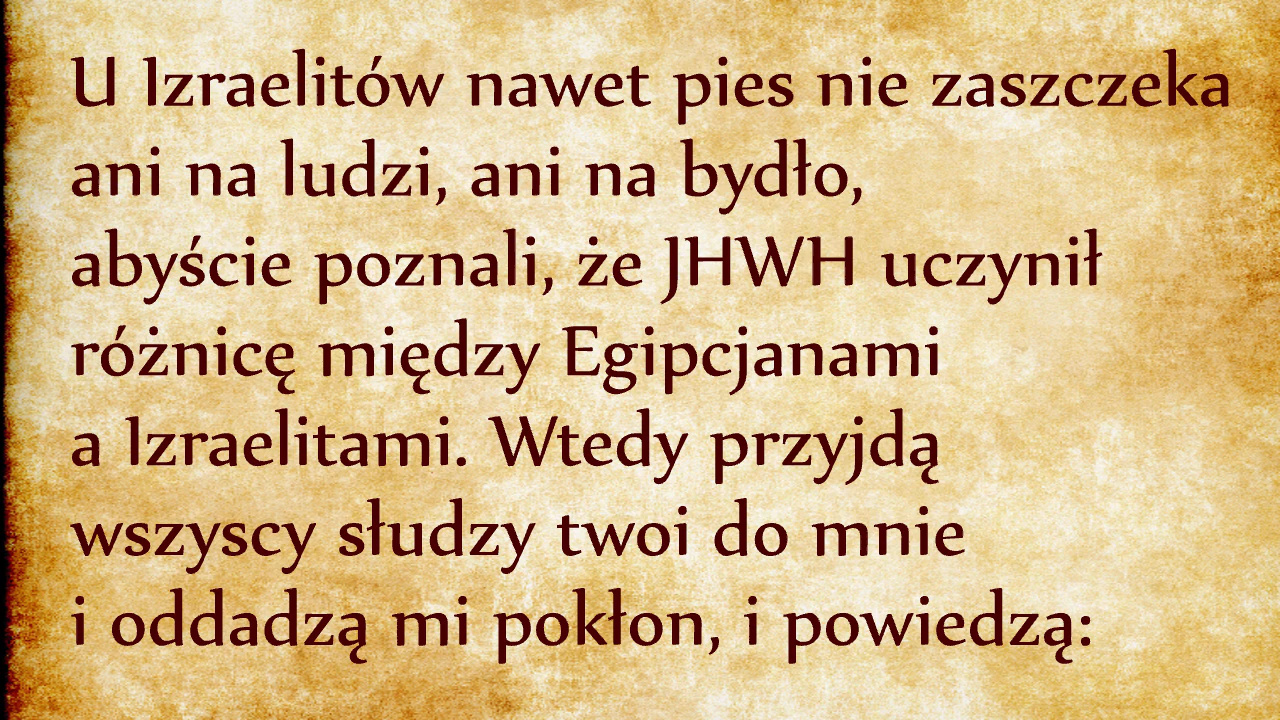 U Izraelitów nawet pies nie zaszczeka
ani na ludzi, ani na bydło,
abyście poznali, że JHWH uczynił
różnicę między Egipcjanami
a Izraelitami. Wtedy przyjdą
wszyscy słudzy twoi do mnie
i oddadzą mi pokłon, i powiedzą: